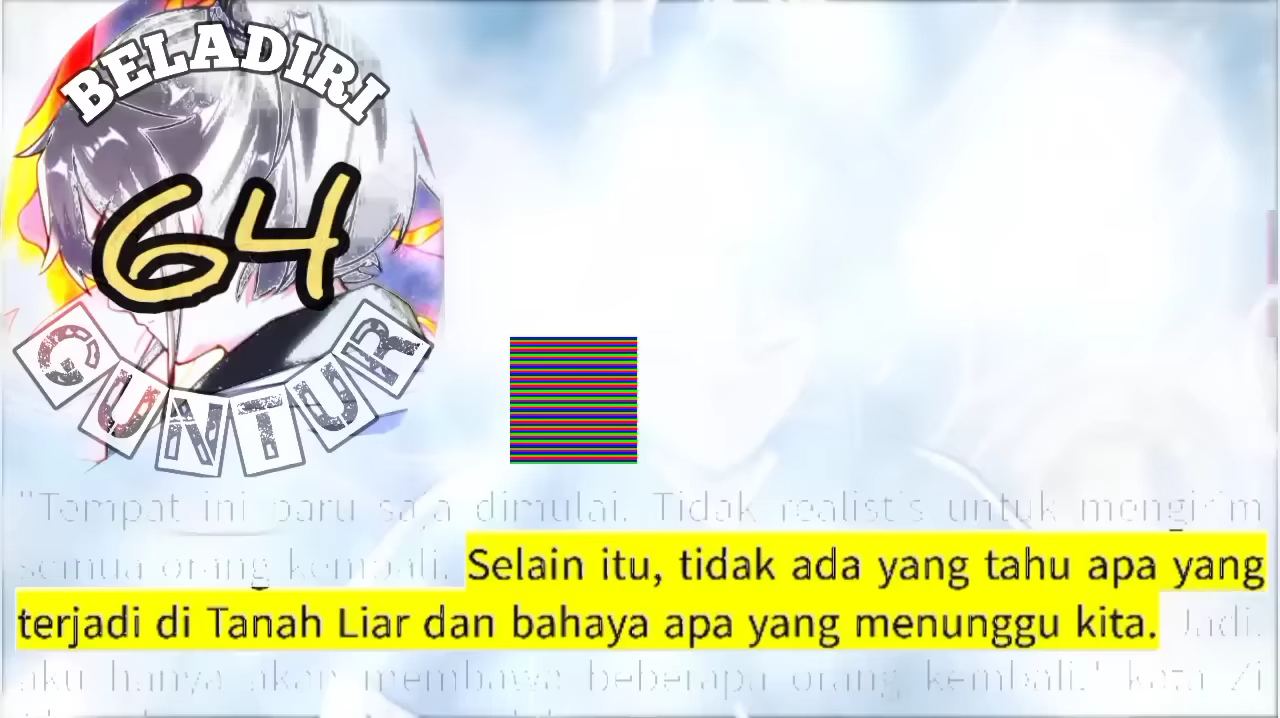 BELADIRI
64
GUNTUR
"Tempat ini baru saja dimulai. Tidak realistis untuk mengirim
semua orang kembali. Selain itu, tidak ada yang tahu apa yang
terjadi di Tanah Liar dan bahaya apa yang menunggu kita. Jadi,
aku hanya akan membawa beberapa orang kembali." kata Zi